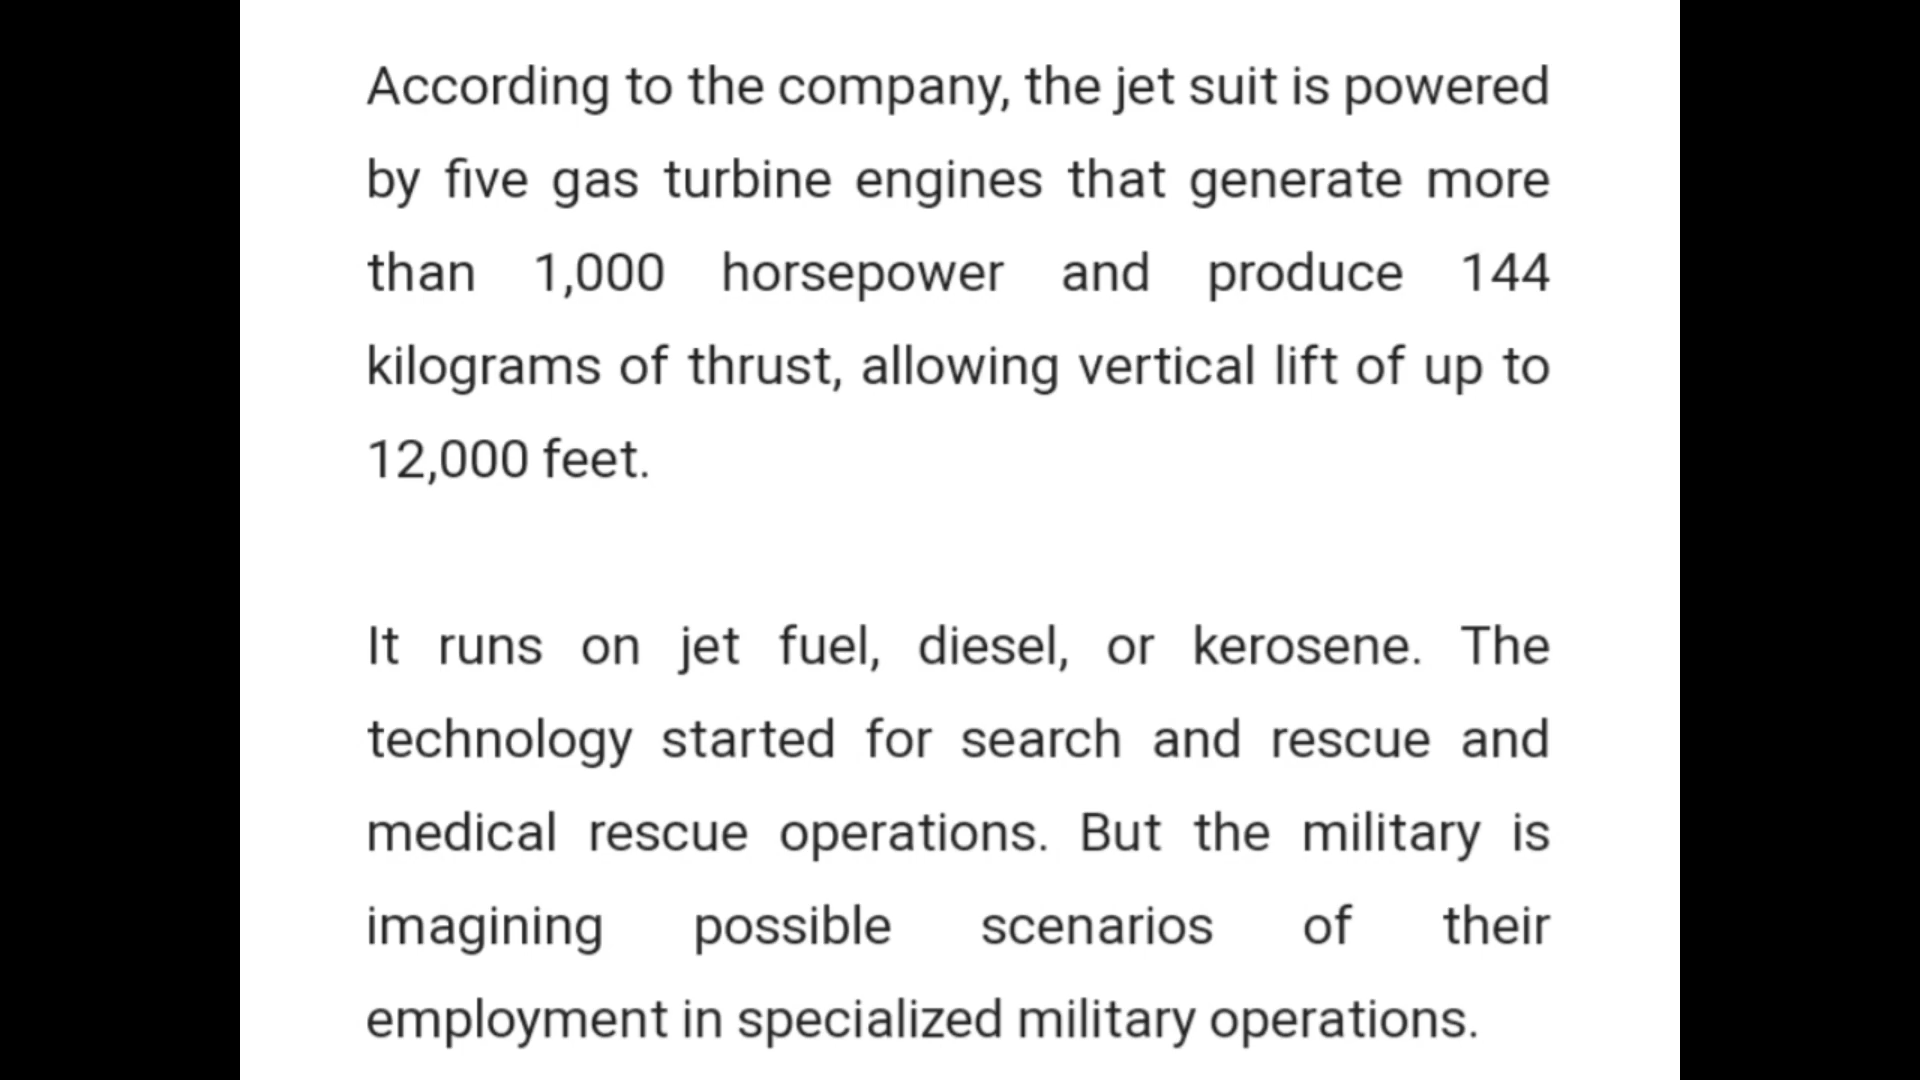 According to the company, the jet suit is powered
by five gas turbine engines that generate more
than 1,000 horsepower and produce 144
kilograms of thrust, allowing vertical lift of up to
12,000 feet.
It runs on jet fuel, diesel, or kerosene. The
technology started for search and rescue and
medical rescue operations. But the military is
imagining possible scenarios of their
employment in specialized military operations.